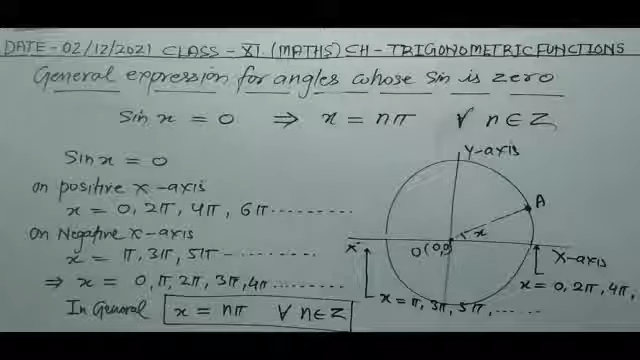 DATE - 02/12/2021 CLASS - XI (MATHS) CH - TRIGONOMETRIC FUNCTIONS
General expression for angles whose Sin is zero
Sin x = 0 ⇒ x = nπ ∀ n ∈ Z
Sin x = 0
on positive X-axis
x = 0, 2π, 4π, 6π ..........
on Negative X-axis
x = π, 3π, 5π ..........
⇒ x = 0, π, 2π, 3π, 4π ..........
In General x = nπ ∀ n ∈ Z
Y-axis
A
x
O (0,0)
X'
X-axis
x = 0, 2π, 4π,
x = π, 3π, 5π, ......